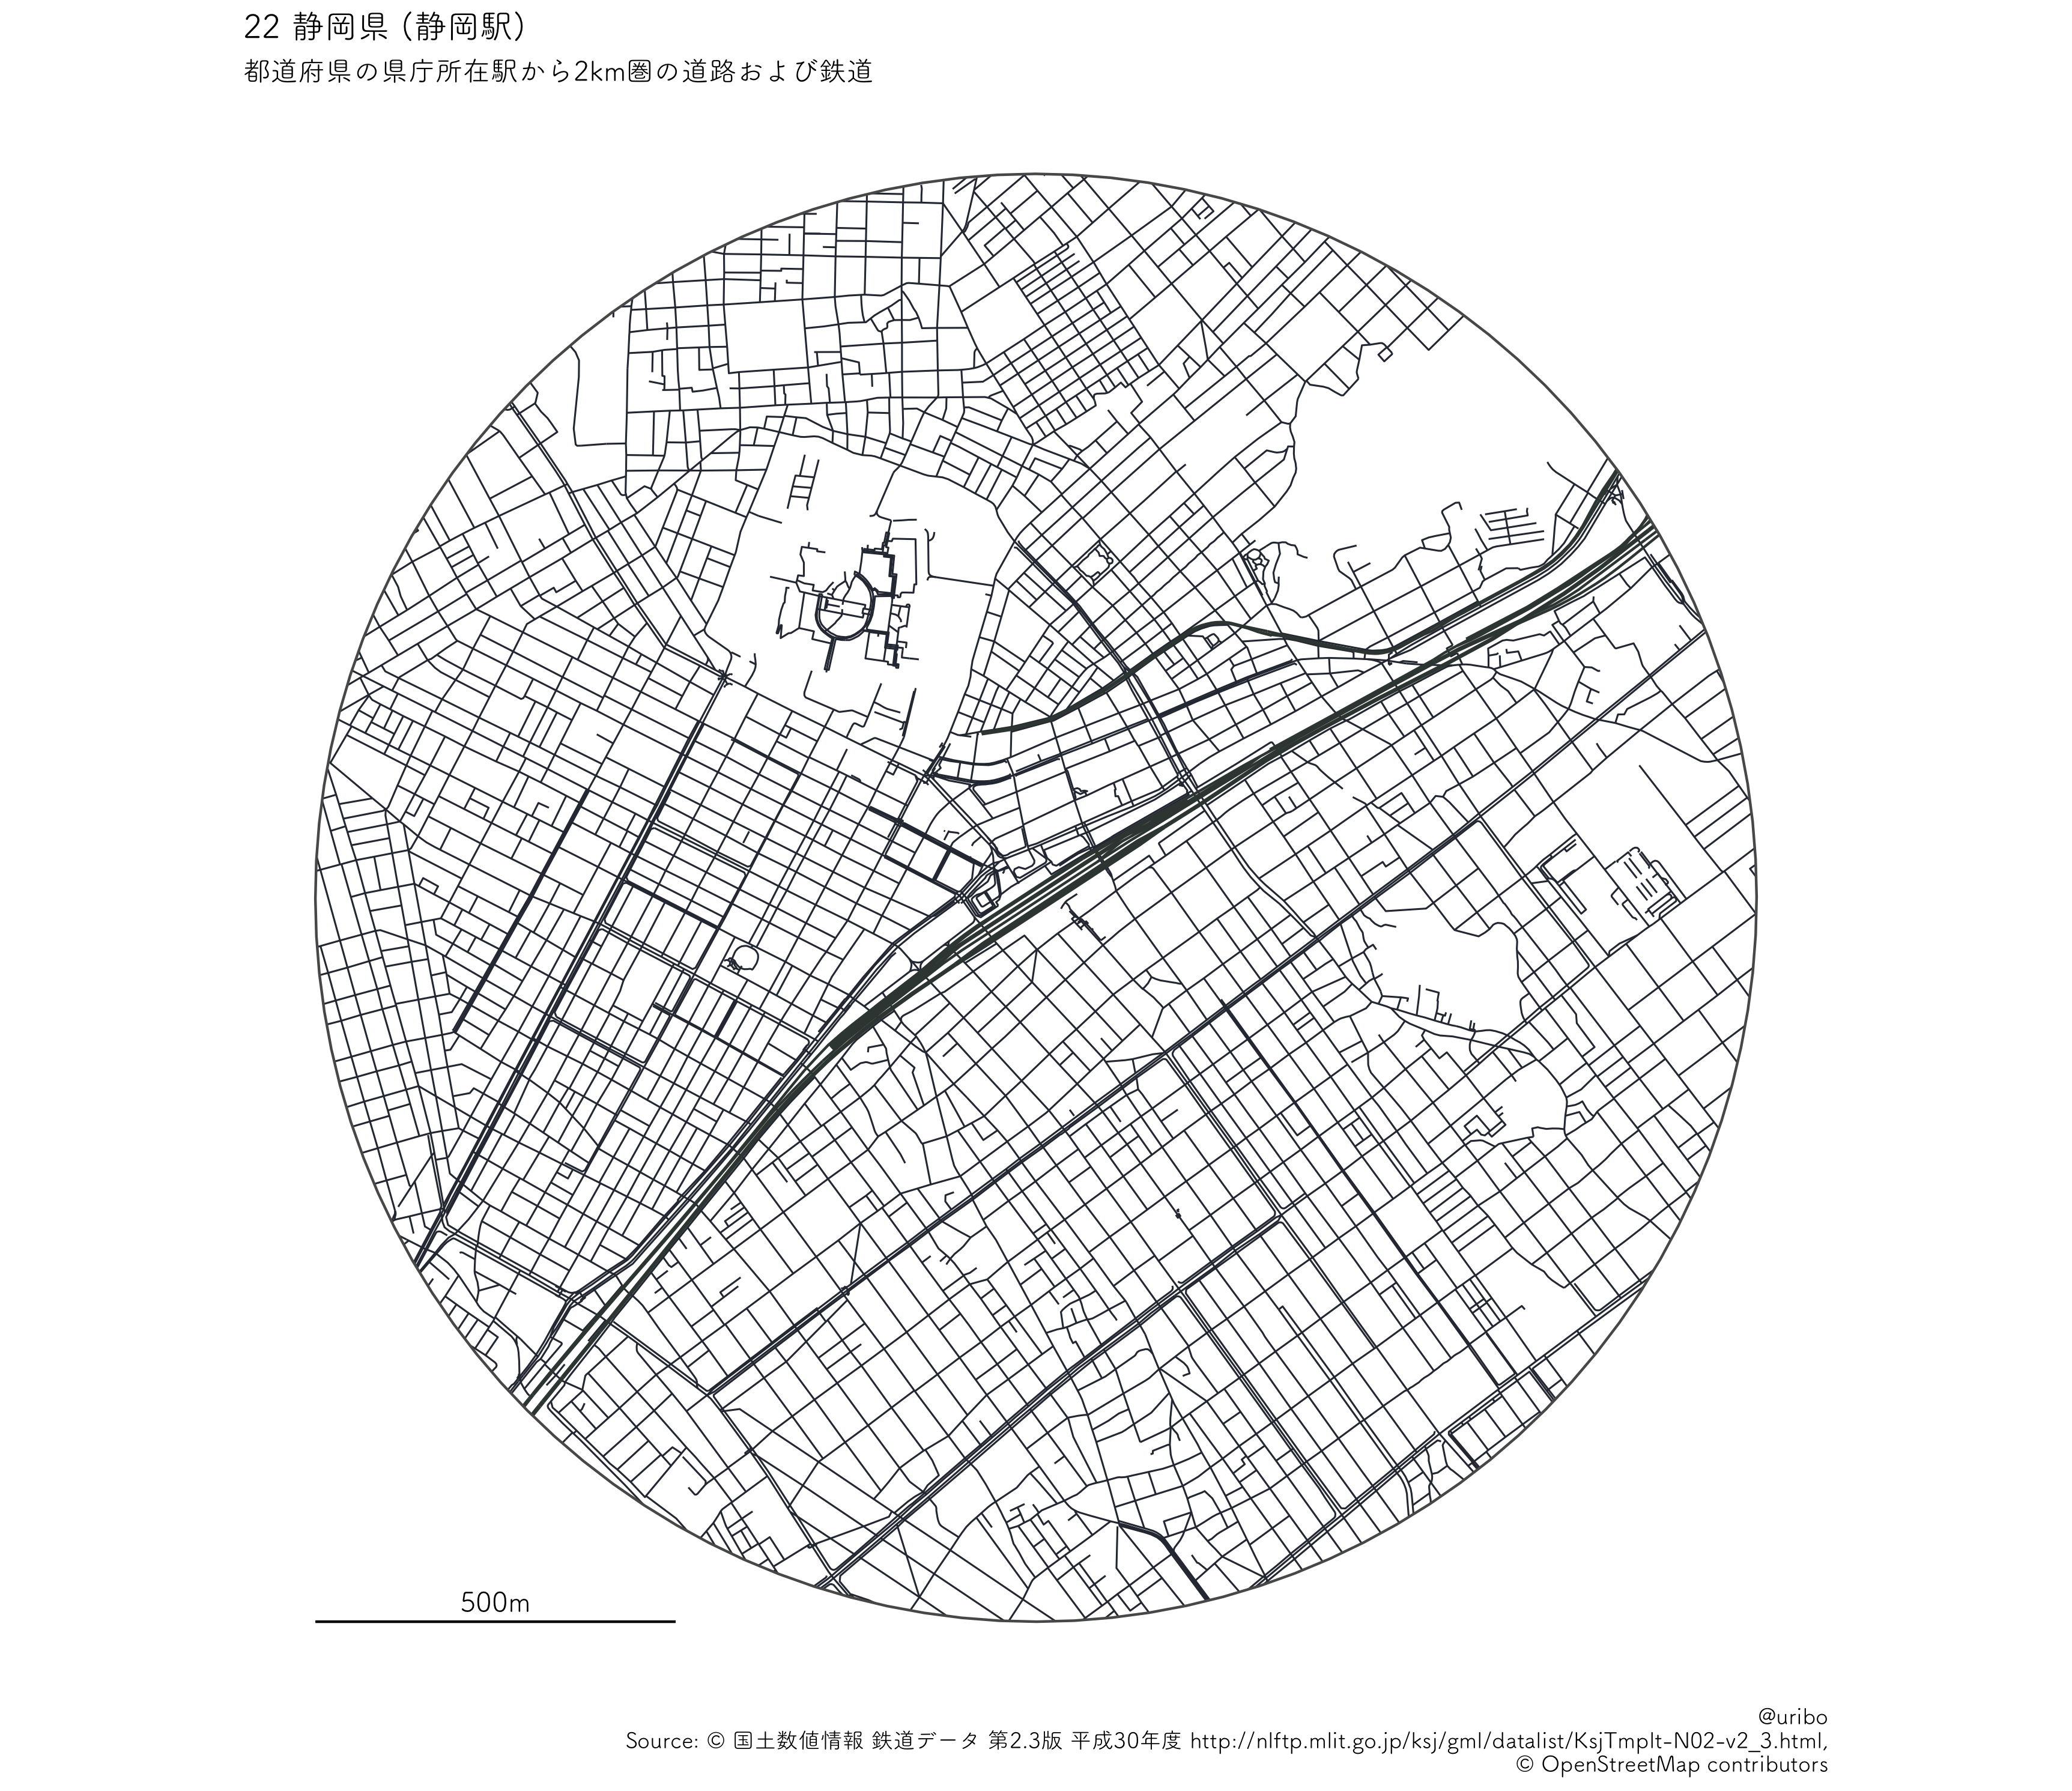 22 静岡県 (静岡駅)
都道府県の県庁所在駅から2km圏の道路および鉄道
500m
@uribo
Source: © 国土数値情報 鉄道データ 第2.3版 平成30年度 http://nlftp.mlit.go.jp/ksj/gml/datalist/KsjTmplt-N02-v2_3.html,
© OpenStreetMap contributors